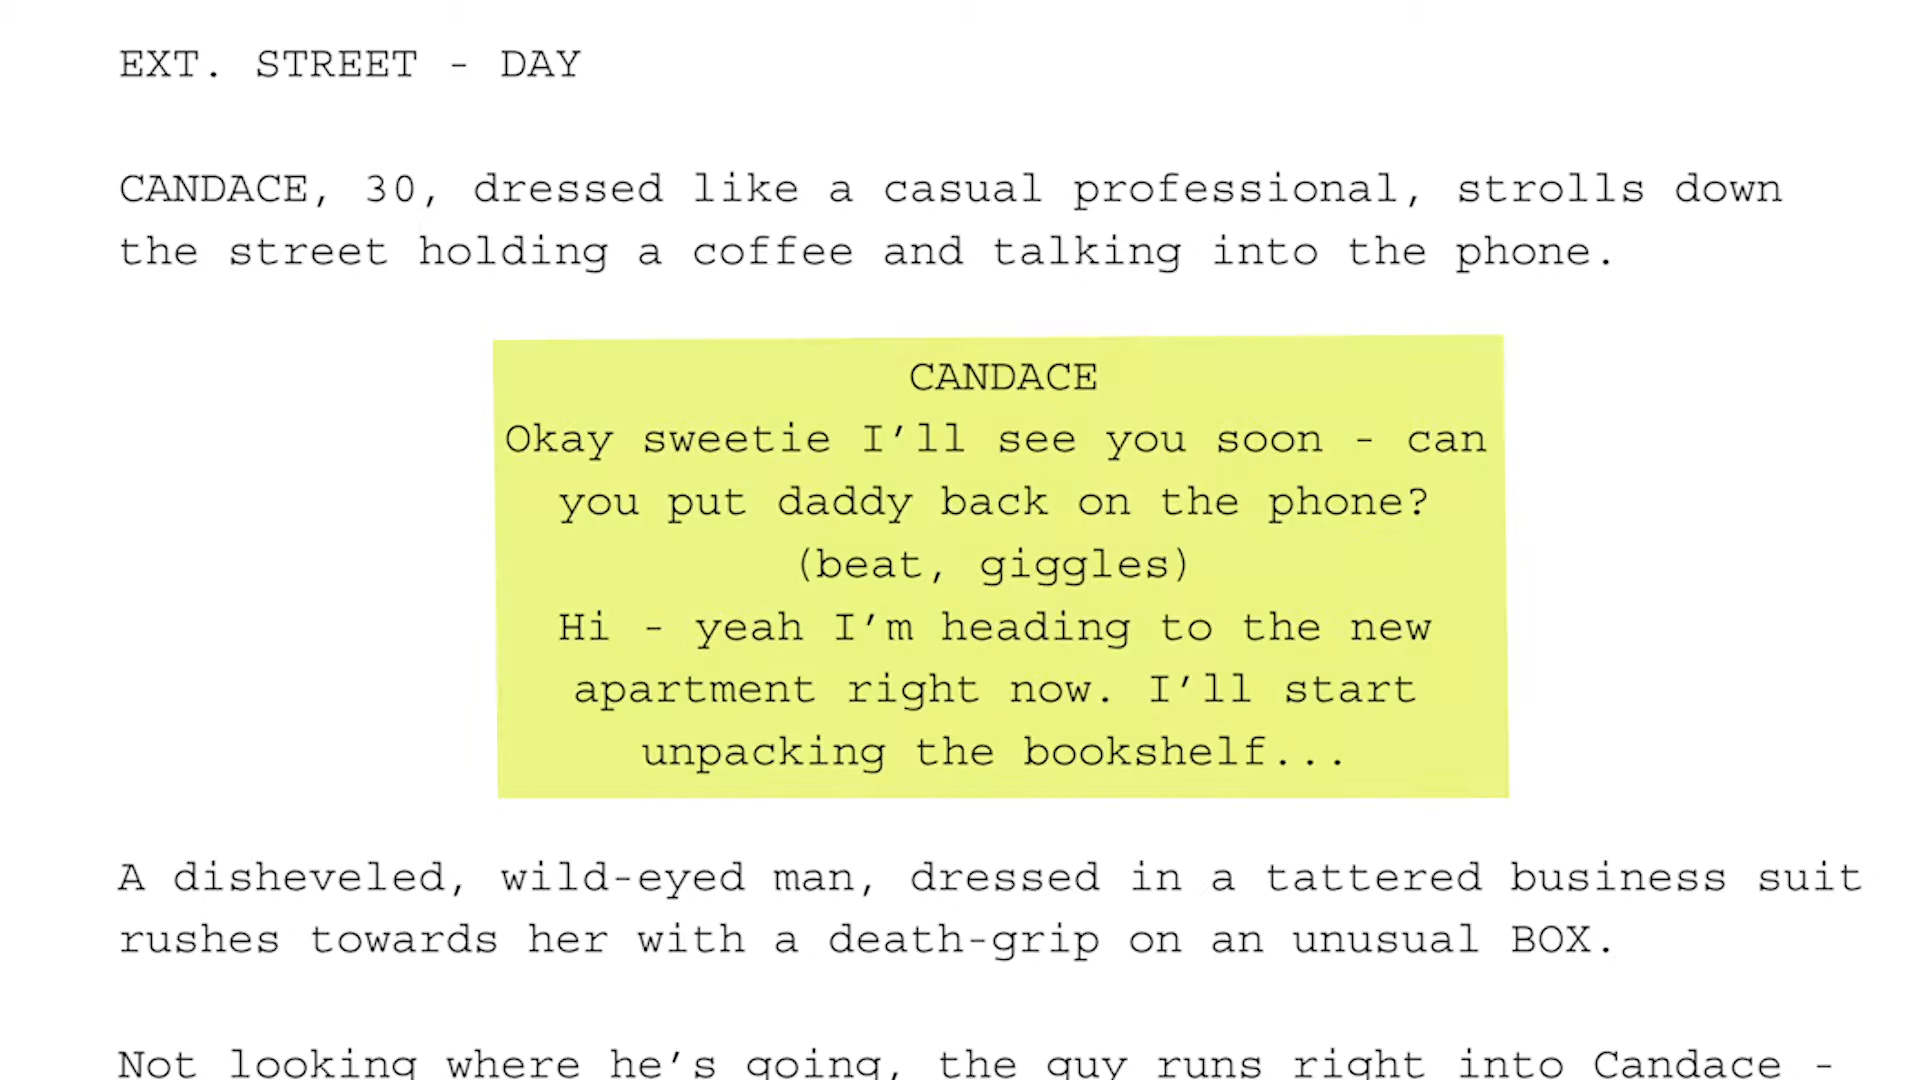 EXT. STREET - DAY
CANDACE, 30, dressed like a casual professional, strolls down
the street holding a coffee and talking into the phone.
CANDACE
Okay sweetie I’ll see you soon - can
you put daddy back on the phone?
(beat, giggles)
Hi - yeah I’m heading to the new
apartment right now. I’ll start
unpacking the bookshelf...
A disheveled, wild-eyed man, dressed in a tattered business suit
rushes towards her with a death-grip on an unusual BOX.
Not looking where he’s going, the guy runs right into Candace -